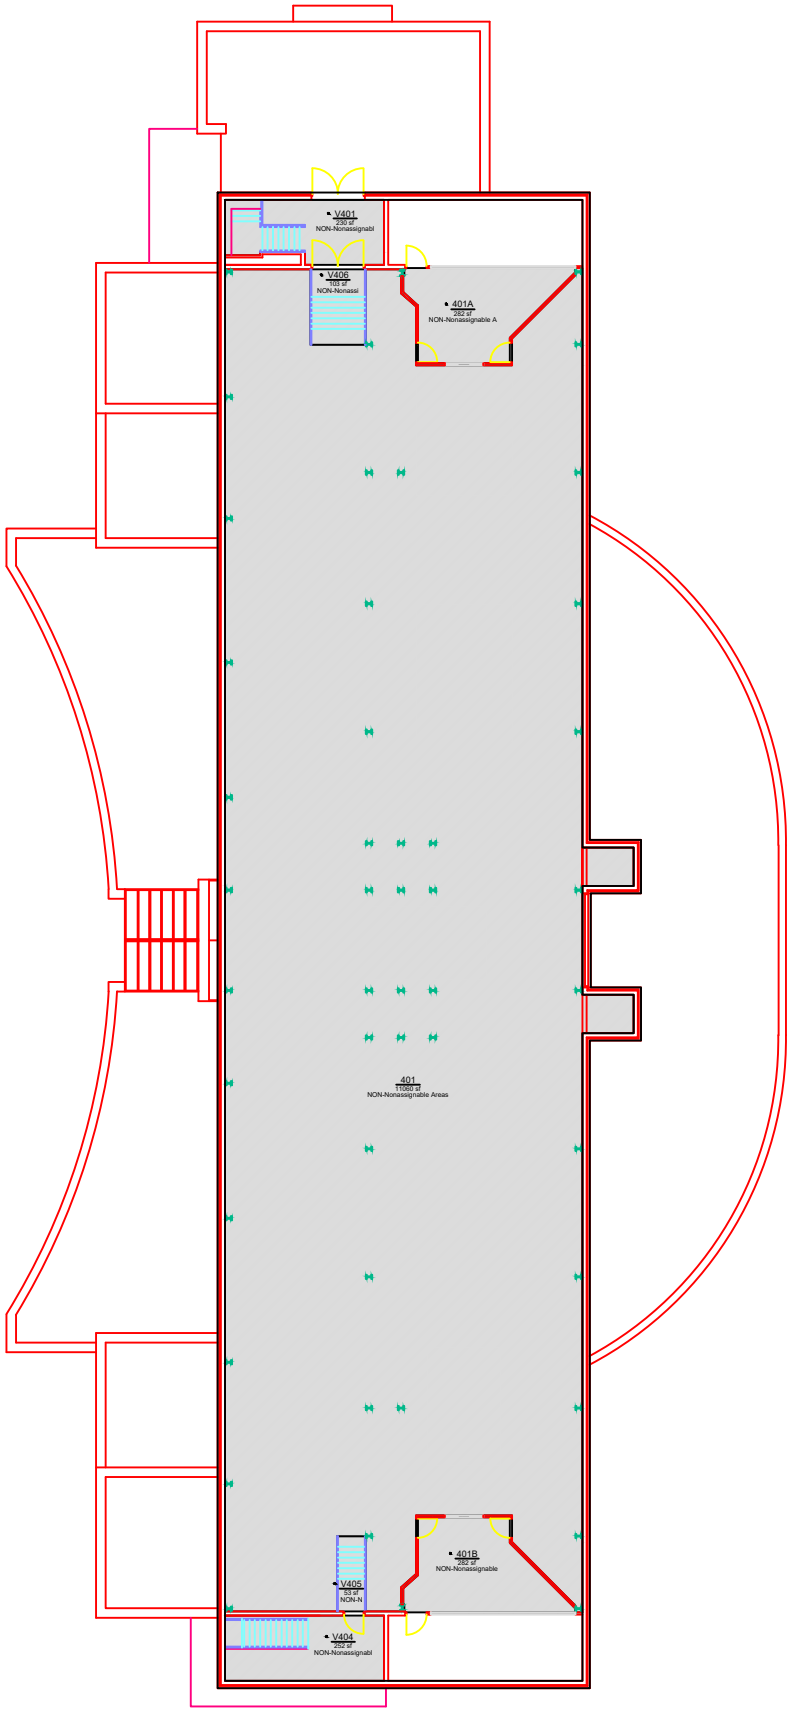 V401
230 sf
NON-Nonassignabl
V406
103 sf
NON-Nonassi
401A
282 sf
NON-Nonassignable A
401
11060 sf
NON-Nonassignable Areas
401B
282 sf
NON-Nonassignable
V405
53 sf
NON-N
V404
252 sf
NON-Nonassignabl